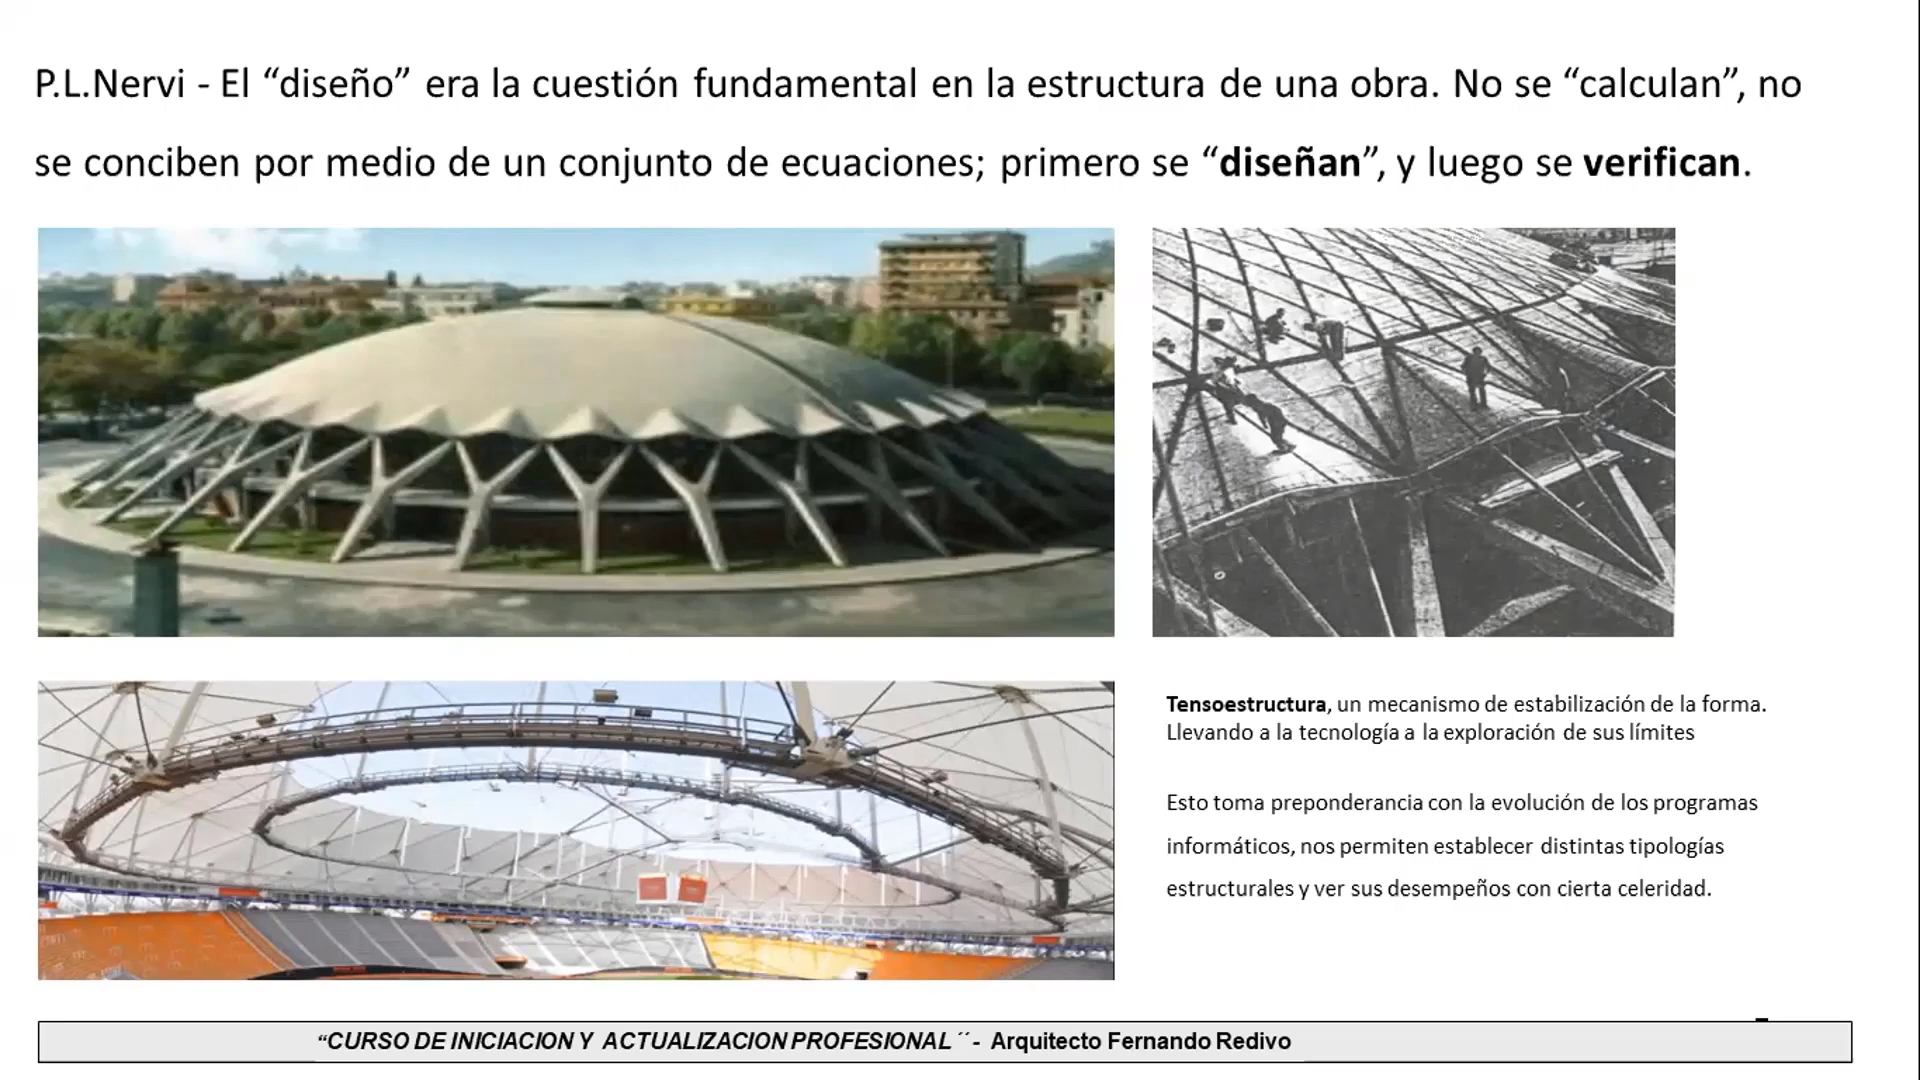 P.L.Nervi - El “diseño” era la cuestión fundamental en la estructura de una obra. No se “calculan”, no
se conciben por medio de un conjunto de ecuaciones; primero se “diseñan”, y luego se verifican.
Tensoestructura, un mecanismo de estabilización de la forma.
Llevando a la tecnología a la exploración de sus límites
Esto toma preponderancia con la evolución de los programas
informáticos, nos permiten establecer distintas tipologías
estructurales y ver sus desempeños con cierta celeridad.
“CURSO DE INICIACION Y ACTUALIZACION PROFESIONAL ´´ - Arquitecto Fernando Redivo